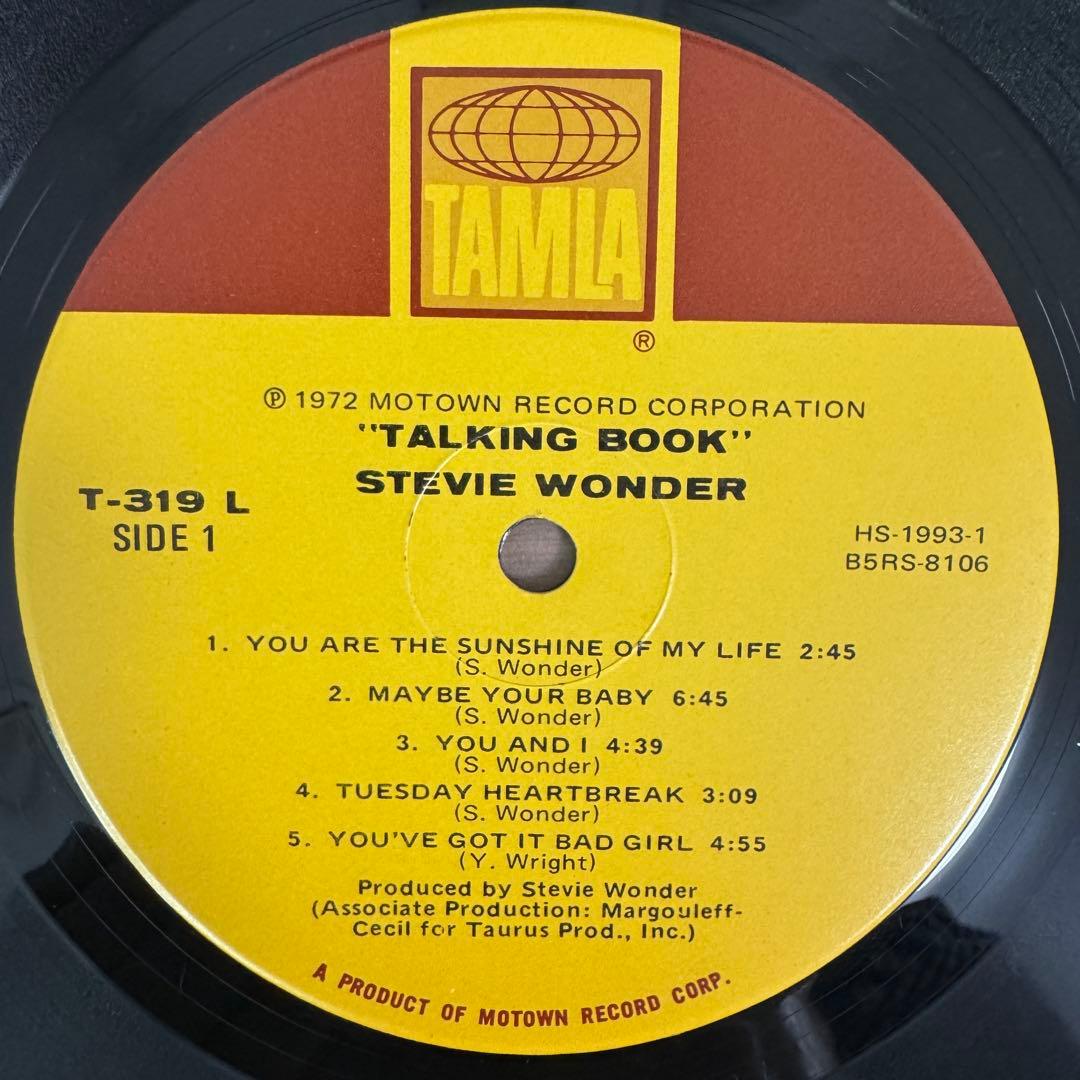 TAMLA
®
℗ 1972 MOTOWN RECORD CORPORATION
"TALKING BOOK"
STEVIE WONDER
T-319 L
SIDE 1
HS-1993-1
B5RS-8106
1. YOU ARE THE SUNSHINE OF MY LIFE 2:45
(S. Wonder)
2. MAYBE YOUR BABY 6:45
(S. Wonder)
3. YOU AND I 4:39
(S. Wonder)
4. TUESDAY HEARTBREAK 3:09
(S. Wonder)
5. YOU'VE GOT IT BAD GIRL 4:55
(Y. Wright)
Produced by Stevie Wonder
(Associate Production: Margouleff-
Cecil for Taurus Prod., Inc.)
A PRODUCT OF MOTOWN RECORD CORP.